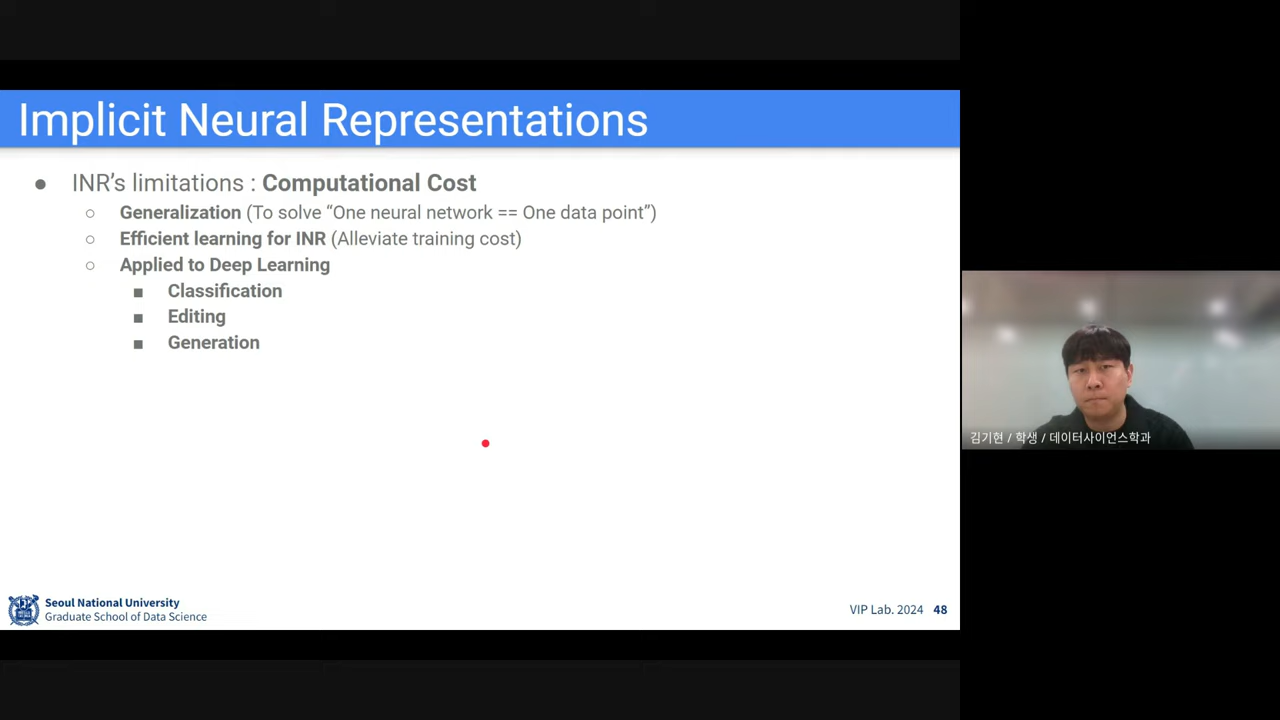 Implicit Neural Representations
● INR’s limitations : Computational Cost
○ Generalization (To solve “One neural network == One data point”)
○ Efficient learning for INR (Alleviate training cost)
○ Applied to Deep Learning
■ Classification
■ Editing
■ Generation
김기현 / 학생 / 데이터사이언스학과
Seoul National University
Graduate School of Data Science
VIP Lab. 2024 48